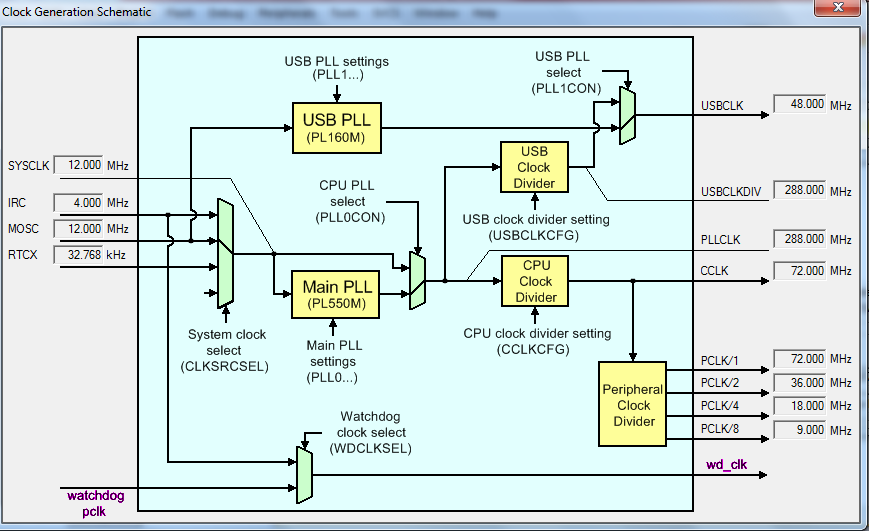 Clock Generation Schematic
USB PLL settings
(PLL1...)
USB PLL
select
(PLL1CON)
USB PLL
(PL160M)
USBCLK 48.000 MHz
SYSCLK 12.000 MHz
USB
Clock
Divider
CPU PLL
select
(PLL0CON)
USBCLKDIV 288.000 MHz
IRC 4.000 MHz
MOSC 12.000 MHz
RTCX 32.768 kHz
USB clock divider setting
(USBCLKCFG)
PLLCLK 288.000 MHz
CPU
Clock
Divider
CCLK 72.000 MHz
Main PLL
(PL550M)
System clock
select
(CLKSRCSEL)
Main PLL
settings
(PLL0...)
CPU clock divider setting
(CCLKCFG)
PCLK/1 72.000 MHz
PCLK/2 36.000 MHz
PCLK/4 18.000 MHz
PCLK/8 9.000 MHz
Peripheral
Clock
Divider
Watchdog
clock select
(WDCLKSEL)
wd_clk
watchdog
pclk